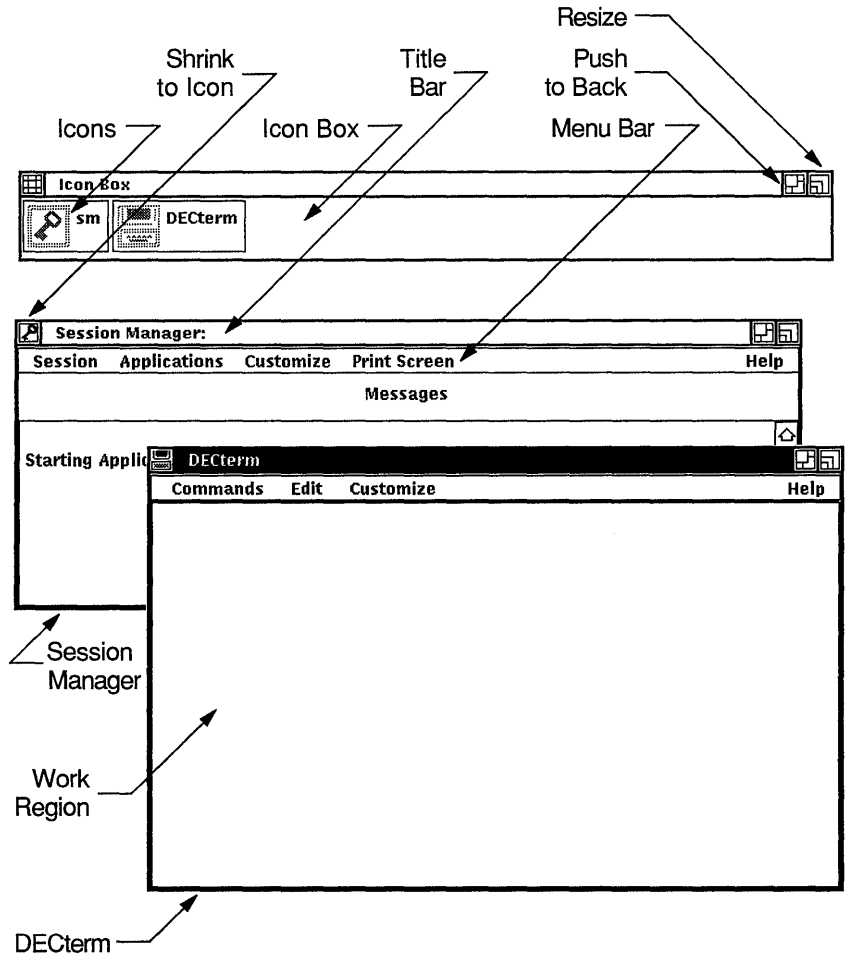 Resize
Shrink
to Icon
Title
Bar
Push
to Back
Icons
Icon Box
Menu Bar
Icon Box
sm
DECterm
Session Manager:
Session Applications Customize Print Screen Help
Messages
Starting Applic
DECterm
Commands Edit Customize Help
Session
Manager
Work
Region
DECterm